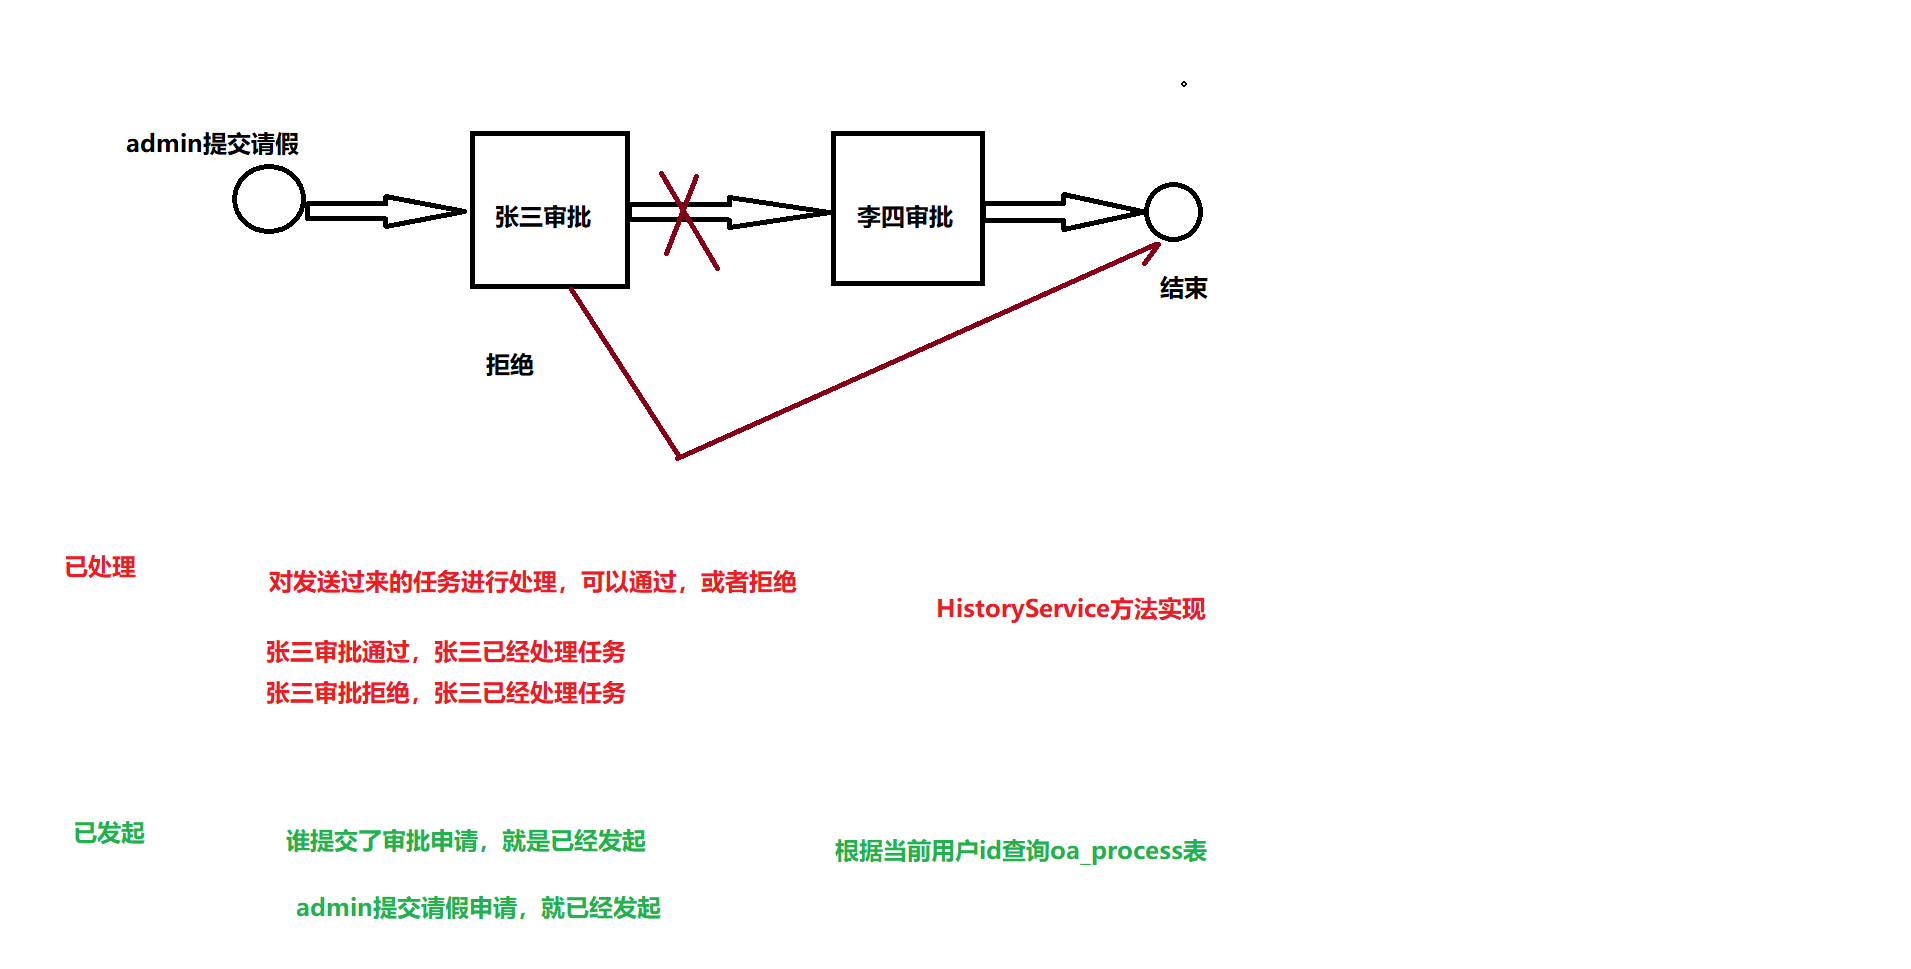 admin提交请假
张三审批
李四审批
结束
拒绝
已处理
对发送过来的任务进行处理，可以通过，或者拒绝
HistoryService方法实现
张三审批通过，张三已经处理任务
张三审批拒绝，张三已经处理任务
已发起
谁提交了审批申请，就是已经发起
根据当前用户id查询oa_process表
admin提交请假申请，就已经发起